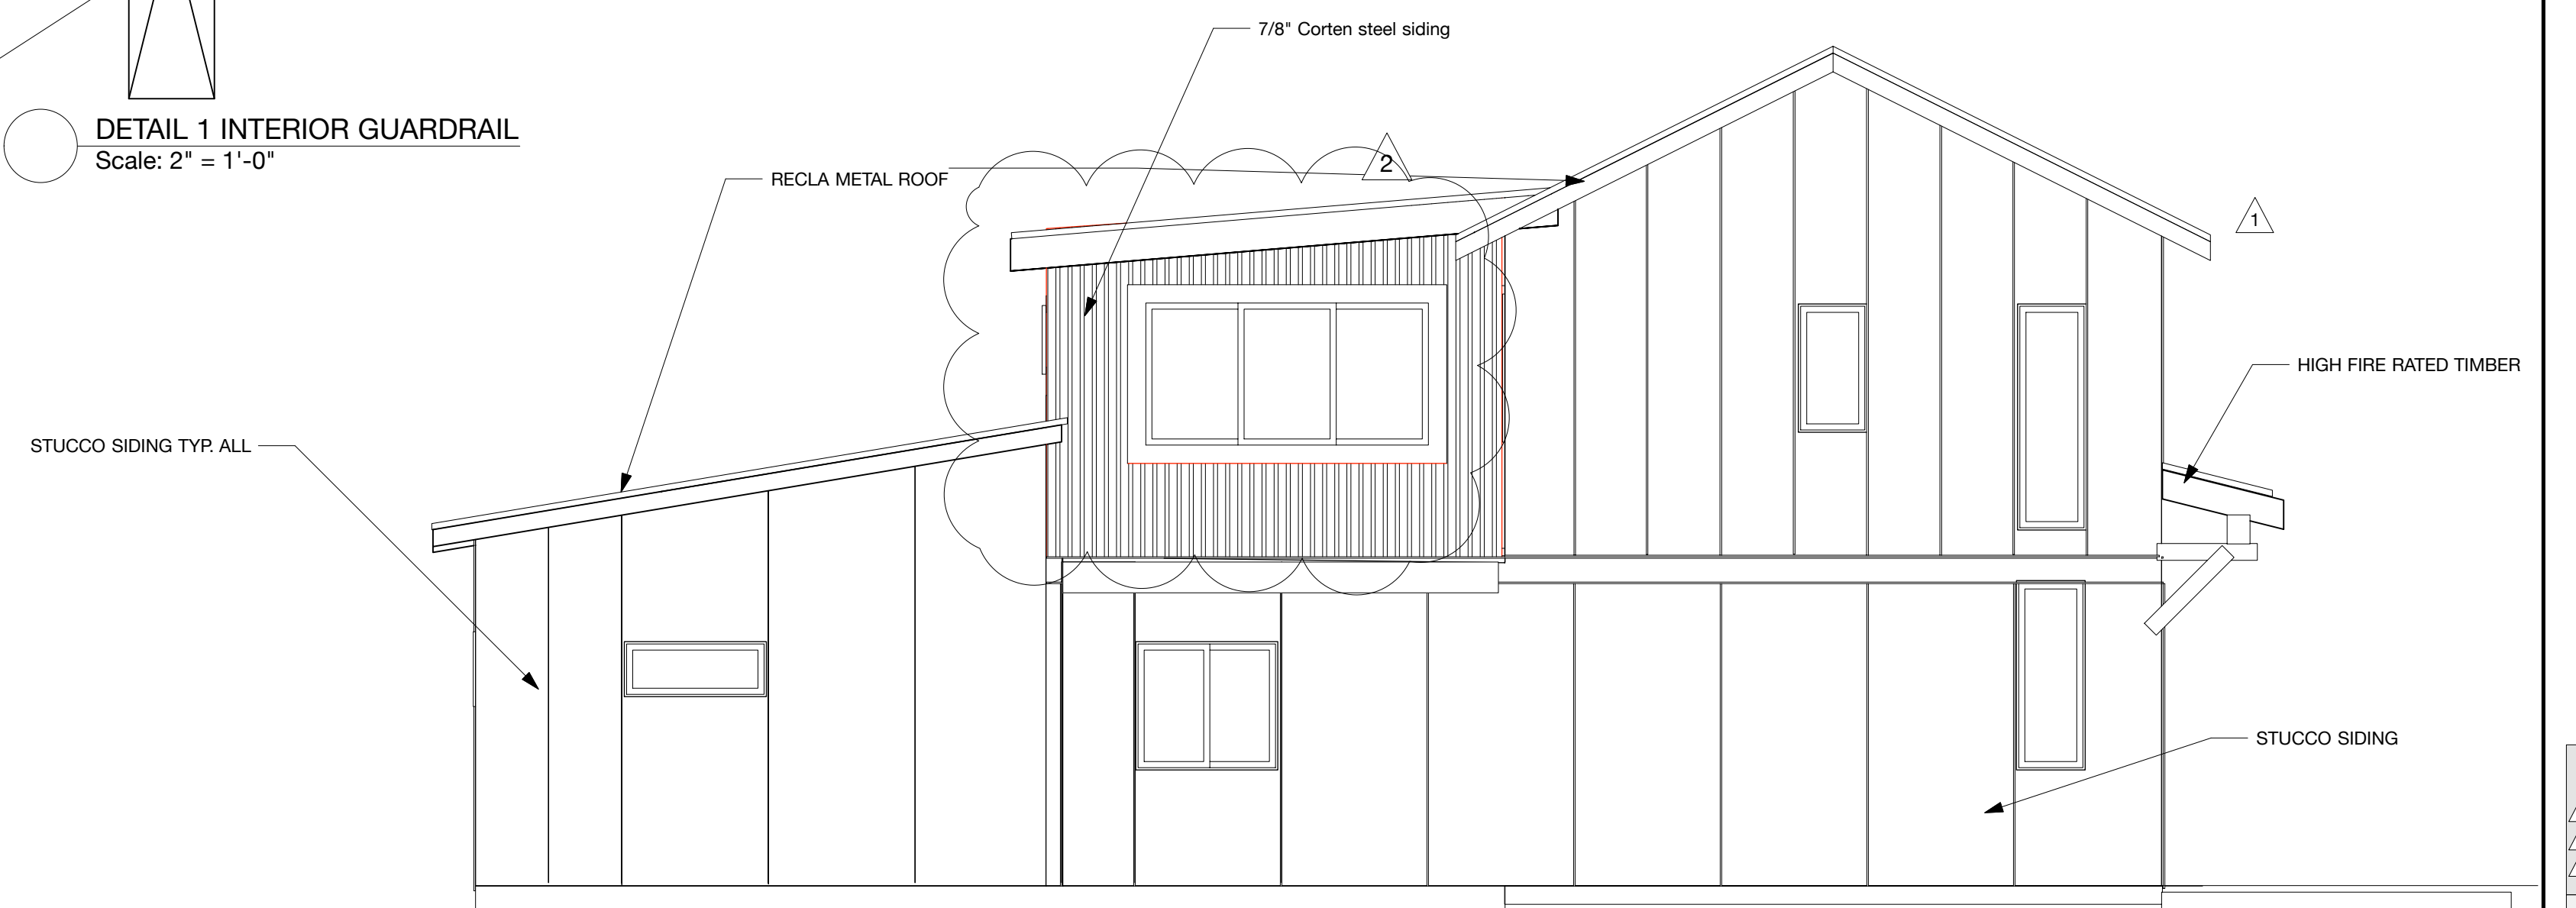 7/8" Corten steel siding
DETAIL 1 INTERIOR GUARDRAIL
Scale: 2" = 1'-0"
2
RECLA METAL ROOF
1
HIGH FIRE RATED TIMBER
STUCCO SIDING TYP. ALL
STUCCO SIDING